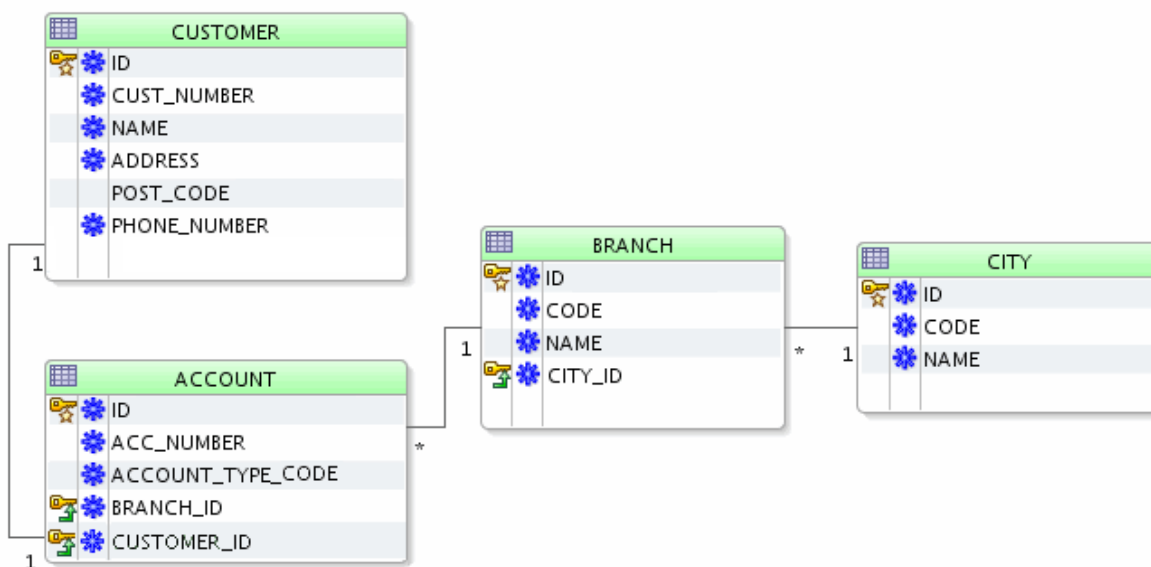 CUSTOMER
ID
CUST_NUMBER
NAME
ADDRESS
POST_CODE
PHONE_NUMBER
1
ACCOUNT
ID
ACC_NUMBER
ACCOUNT_TYPE_CODE
BRANCH_ID
CUSTOMER_ID
1
*
1
BRANCH
ID
CODE
NAME
CITY_ID
*
1
CITY
ID
CODE
NAME